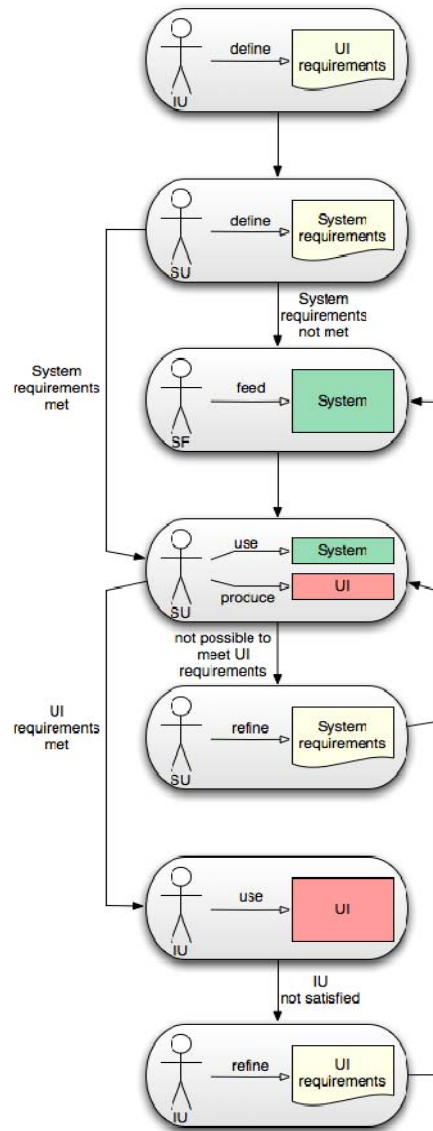 define
UI
requirements
IU
define
System
requirements
SU
System
requirements
not met
System
requirements
met
feed
System
SF
use
System
produce
UI
SU
not possible to
meet UI
requirements
UI
requirements
met
refine
System
requirements
SU
use
UI
IU
IU
not satisfied
refine
UI
requirements
IU